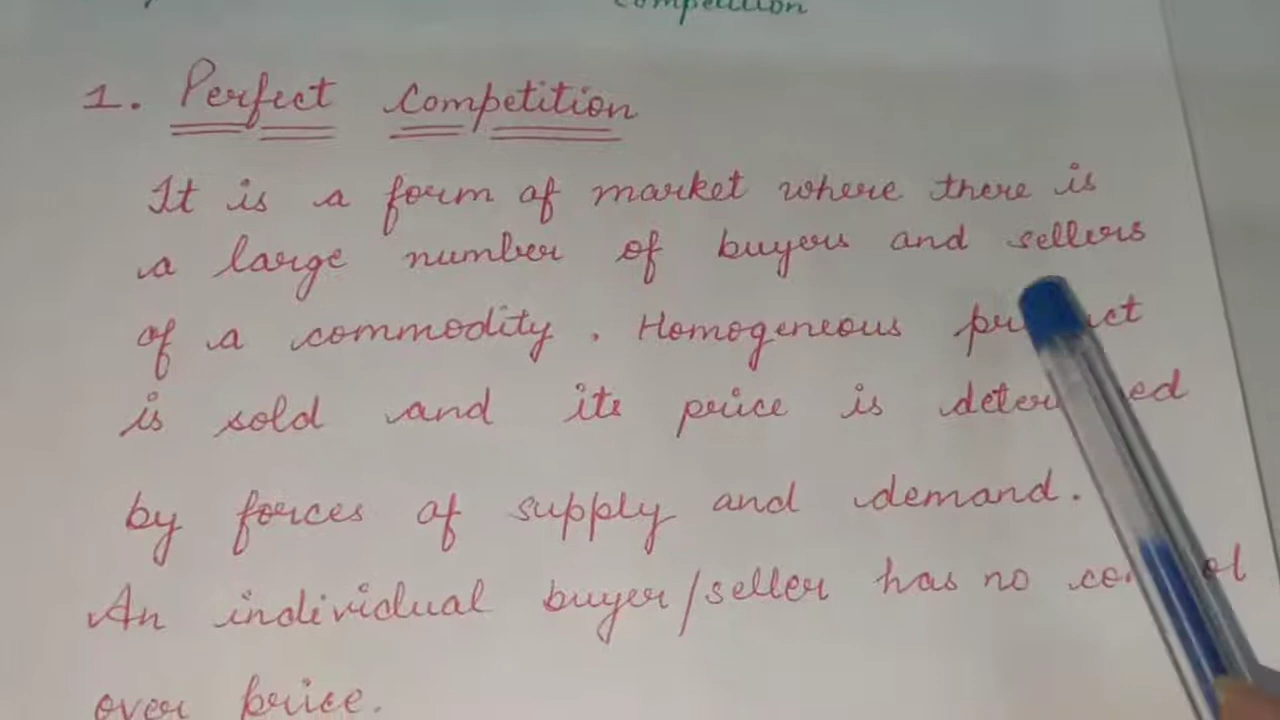 competition
1. Perfect Competition
It is a form of market where there is
a large number of buyers and sellers
of a commodity. Homogeneous
is sold and its price is
by forces of supply and demand.
An individual buyer/seller has no
over price.